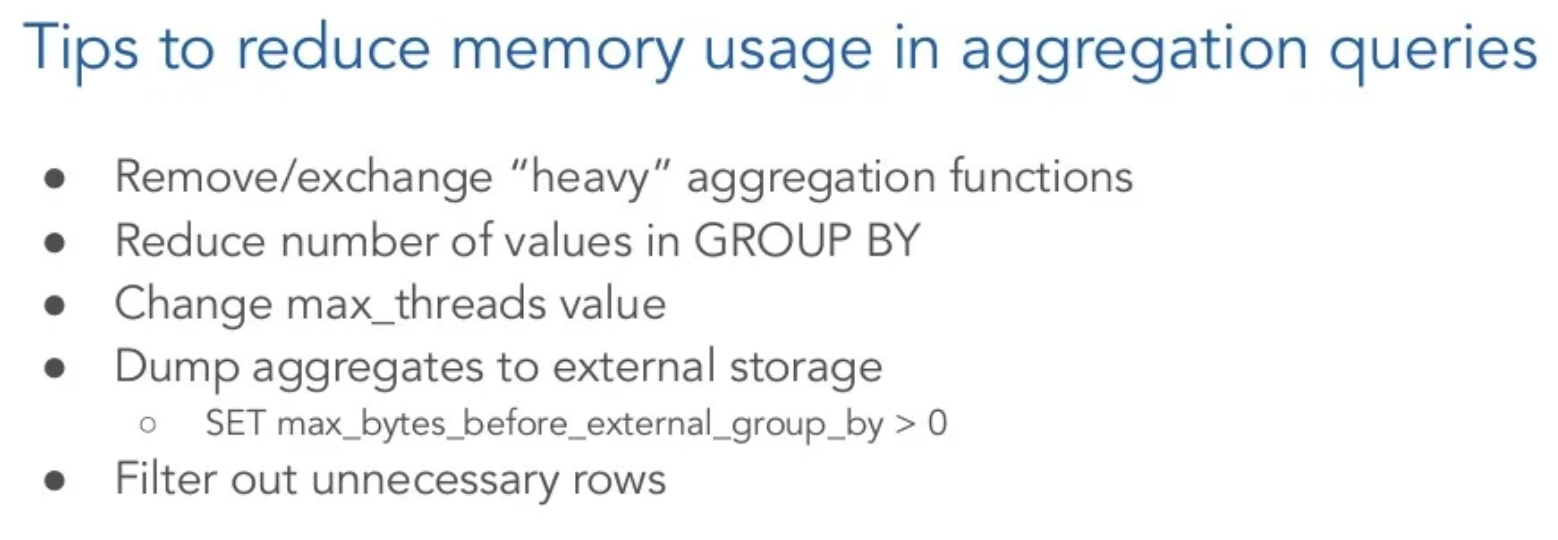 Tips to reduce memory usage in aggregation queries
● Remove/exchange “heavy” aggregation functions
● Reduce number of values in GROUP BY
● Change max_threads value
● Dump aggregates to external storage
○ SET max_bytes_before_external_group_by > 0
● Filter out unnecessary rows